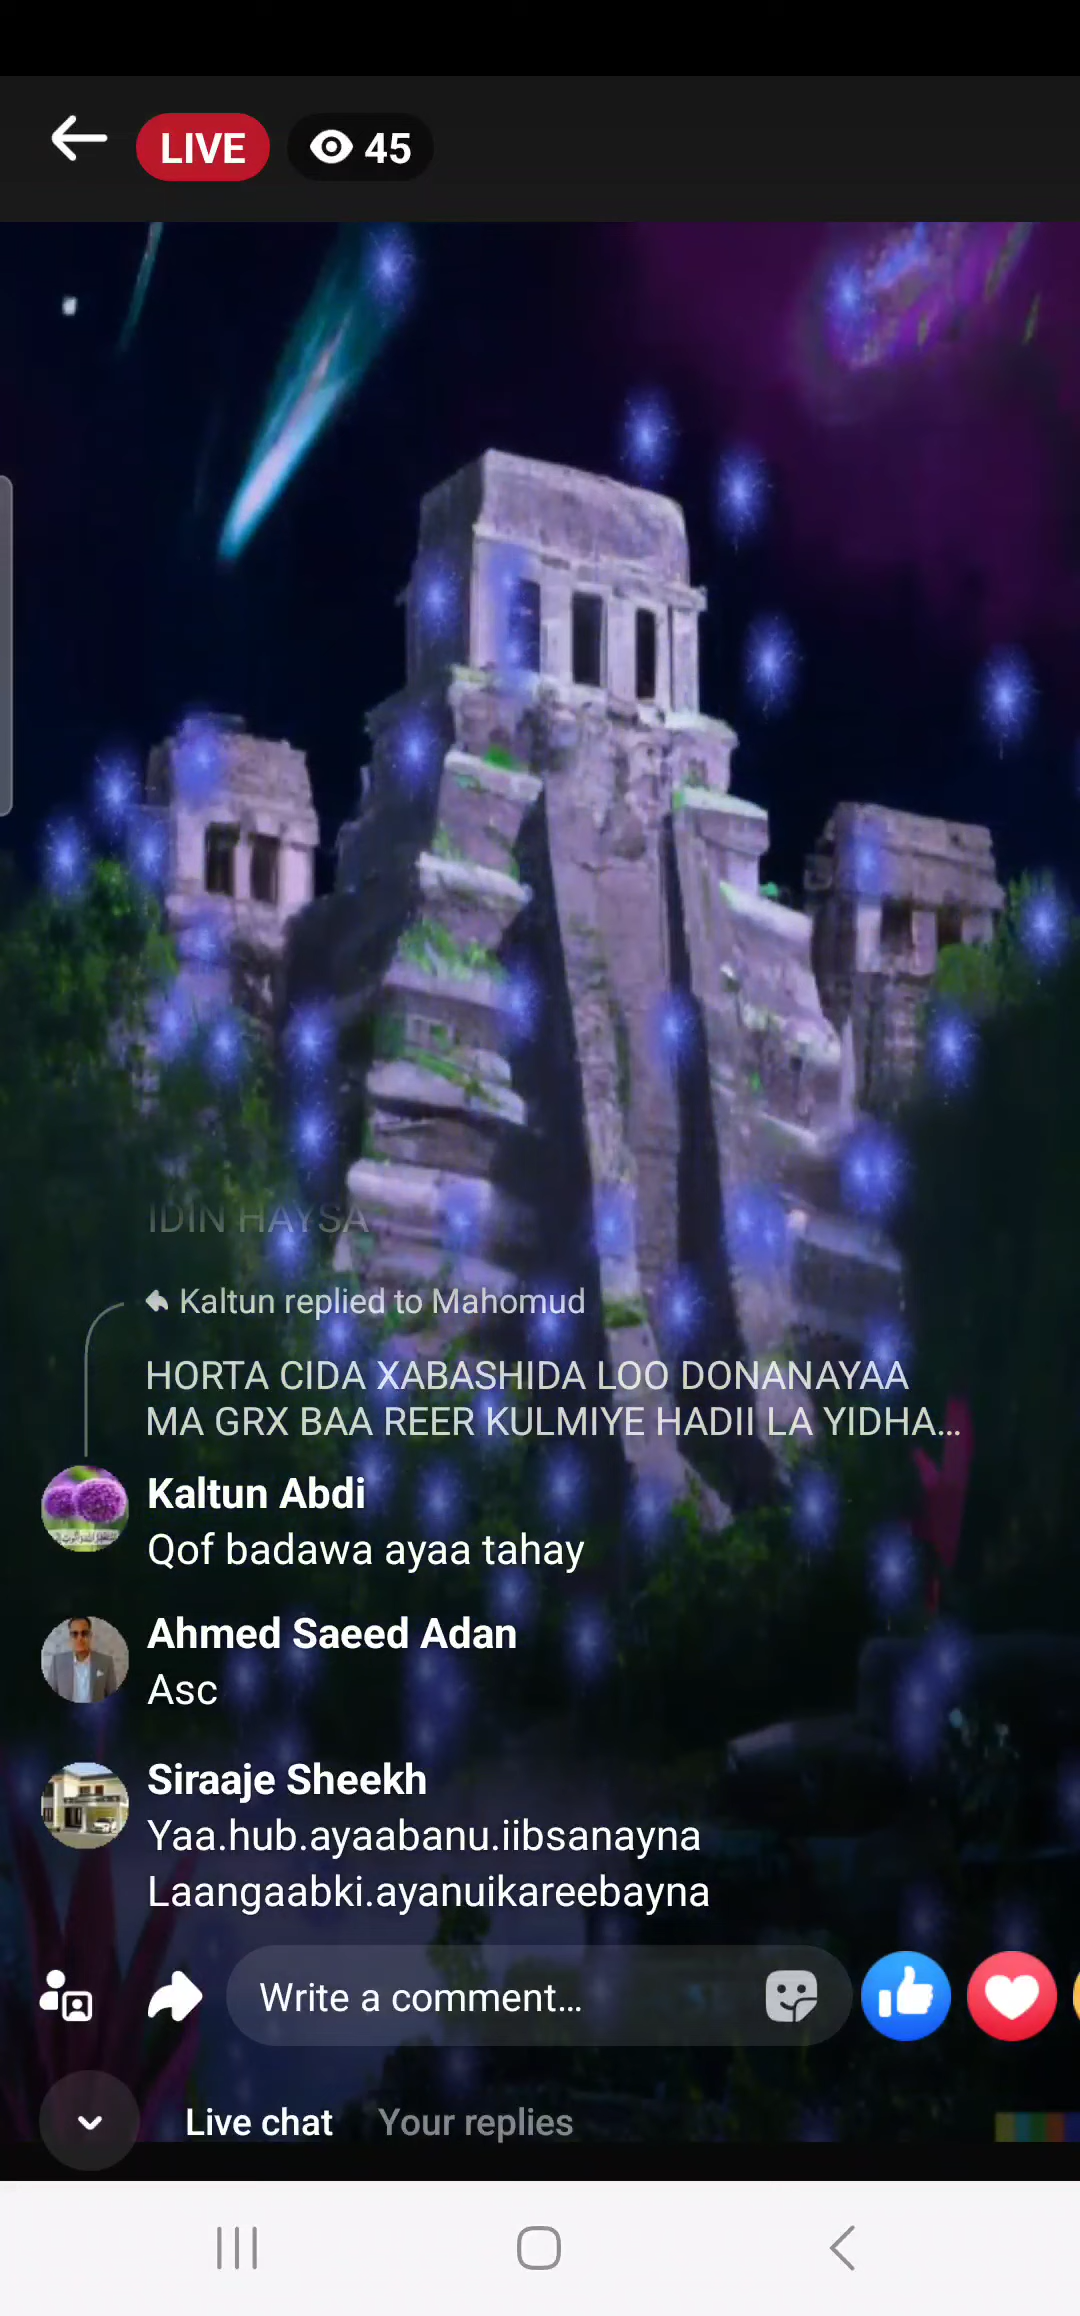 LIVE
45
IDIN HAYSA
Kaltun replied to Mahomud
HORTA CIDA XABASHIDA LOO DONANAYAA
MA GRX BAA REER KULMIYE HADII LA YIDHA...
Kaltun Abdi
Qof badawa ayaa tahay
Ahmed Saeed Adan
Asc
Siraaje Sheekh
Yaa.hub.ayaabanu.iibsanayna
Laangaabki.ayanuikareebayna
Write a comment...
Live chat
Your replies